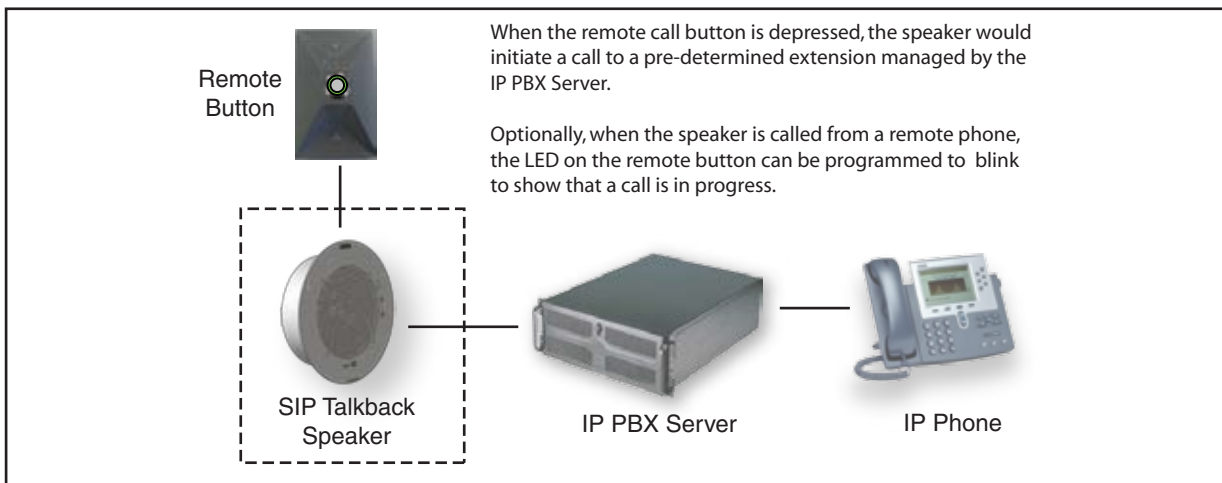 When the remote call button is depressed, the speaker would
initiate a call to a pre-determined extension managed by the
IP PBX Server.
Optionally, when the speaker is called from a remote phone,
the LED on the remote button can be programmed to blink
to show that a call is in progress.
Remote
Button
SIP Talkback
Speaker
IP PBX Server
IP Phone